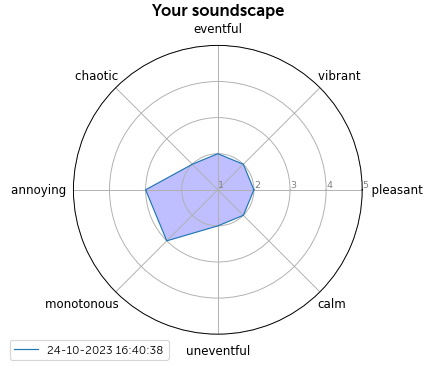 Your soundscape
eventful
chaotic
vibrant
annoying
1
2
3
4
5
pleasant
monotonous
calm
24-10-2023 16:40:38
uneventful